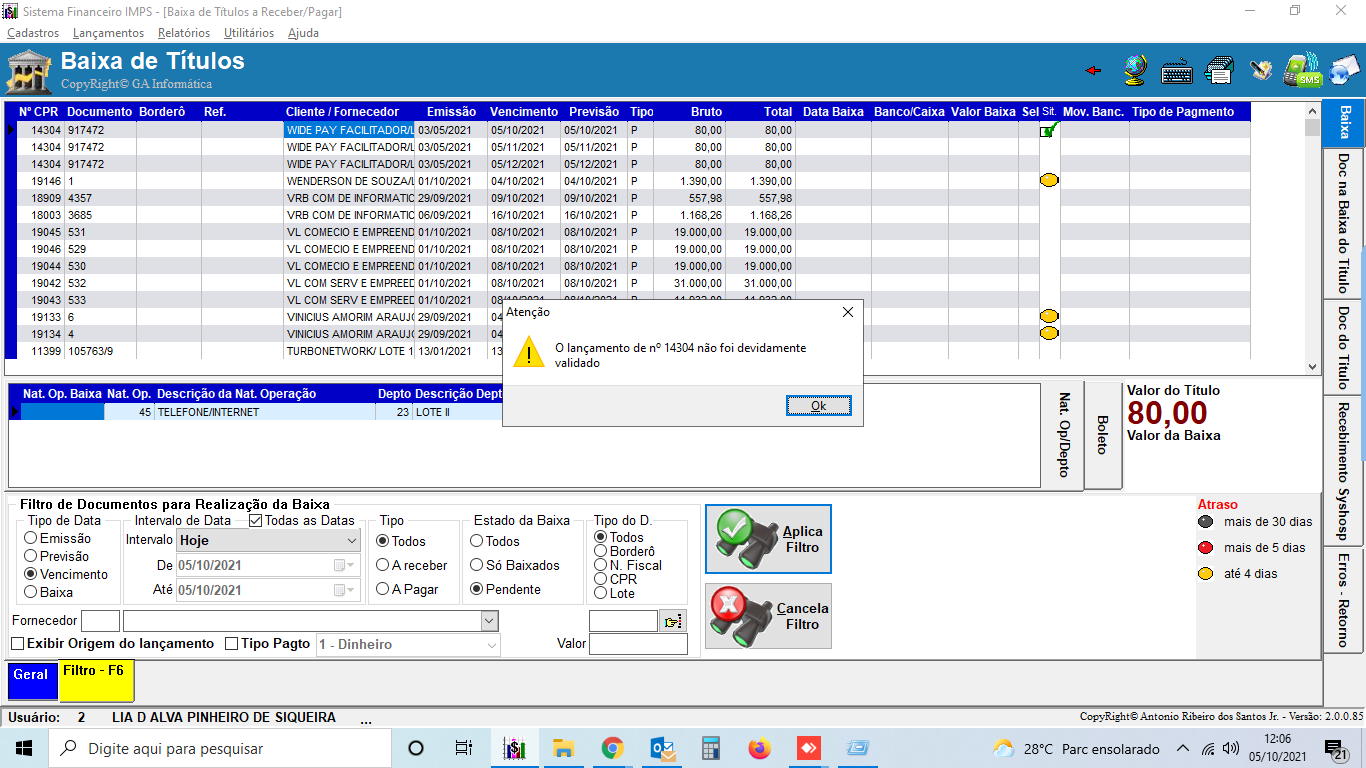 Sistema Financeiro IMPS - [Baixa de Títulos a Receber/Pagar]
Cadastros Lançamentos Relatórios Utilitários Ajuda
Baixa de Títulos
CopyRight© GA Informática
SMS
Nº CPR Documento Borderô Ref. Cliente / Fornecedor Emissão Vencimento Previsão Tipo Bruto Total Data Baixa Banco/Caixa Valor Baixa Sel Sit. Mov. Banc. Tipo de Pagmento
14304 917472 WIDE PAY FACILITADOR/L 03/05/2021 05/10/2021 05/10/2021 P 80,00 80,00
14304 917472 WIDE PAY FACILITADOR/L 03/05/2021 05/11/2021 05/11/2021 P 80,00 80,00
14304 917472 WIDE PAY FACILITADOR/L 03/05/2021 05/12/2021 05/12/2021 P 80,00 80,00
19146 1 WENDERSON DE SOUZA/L 01/10/2021 04/10/2021 04/10/2021 P 1.390,00 1.390,00
18909 4357 VRB COM DE INFORMATIC 29/09/2021 09/10/2021 09/10/2021 P 557,98 557,98
18003 3685 VRB COM DE INFORMATIC 06/09/2021 16/10/2021 16/10/2021 P 1.168,26 1.168,26
19045 531 VL COMECIO E EMPREEND 01/10/2021 08/10/2021 08/10/2021 P 19.000,00 19.000,00
19046 529 VL COMECIO E EMPREEND 01/10/2021 08/10/2021 08/10/2021 P 19.000,00 19.000,00
19044 530 VL COMECIO E EMPREEND 01/10/2021 08/10/2021 08/10/2021 P 19.000,00 19.000,00
19042 532 VL COM SERV E EMPREED 01/10/2021 08/10/2021 08/10/2021 P 31.000,00 31.000,00
19043 533 VL COM SERV E EMPREED 01/10/2021
19133 6 VINICIUS AMORIM ARAUJO 29/09/2021 04
19134 4 VINICIUS AMORIM ARAUJO 29/09/2021 04
11399 105763/9 TURBONETWORK/ LOTE 1 13/01/2021 13
Atenção
O lançamento de nº 14304 não foi devidamente
validado
Ok
Baixa
Doc na Baixa do Título
Doc do Título
Recebimento Syshosp
Erros - Retorno
Nat. Op. Baixa Nat. Op. Descrição da Nat. Operação Depto Descrição Dept
45 TELEFONE/INTERNET 23 LOTE II
Nat. Op/Depto
Boleto
Valor do Título
80,00
Valor da Baixa
Filtro de Documentos para Realização da Baixa
Tipo de Data
Emissão
Previsão
Vencimento
Baixa
Intervalo de Data Todas as Datas
Intervalo Hoje
De 05/10/2021
Até 05/10/2021
Tipo
Todos
A receber
A Pagar
Estado da Baixa
Todos
Só Baixados
Pendente
Tipo do D.
Todos
Borderô
N. Fiscal
CPR
Lote
Aplica
Filtro
Cancela
Filtro
Fornecedor
Exibir Origem do lançamento Tipo Pagto 1 - Dinheiro Valor
Atraso
mais de 30 dias
mais de 5 dias
até 4 dias
Geral Filtro - F6
Usuário: 2 LIA D ALVA PINHEIRO DE SIQUEIRA ... CopyRight© Antonio Ribeiro dos Santos Jr. - Versão: 2.0.0.85
Digite aqui para pesquisar
28°C Parc ensolarado
12:06
05/10/2021
21